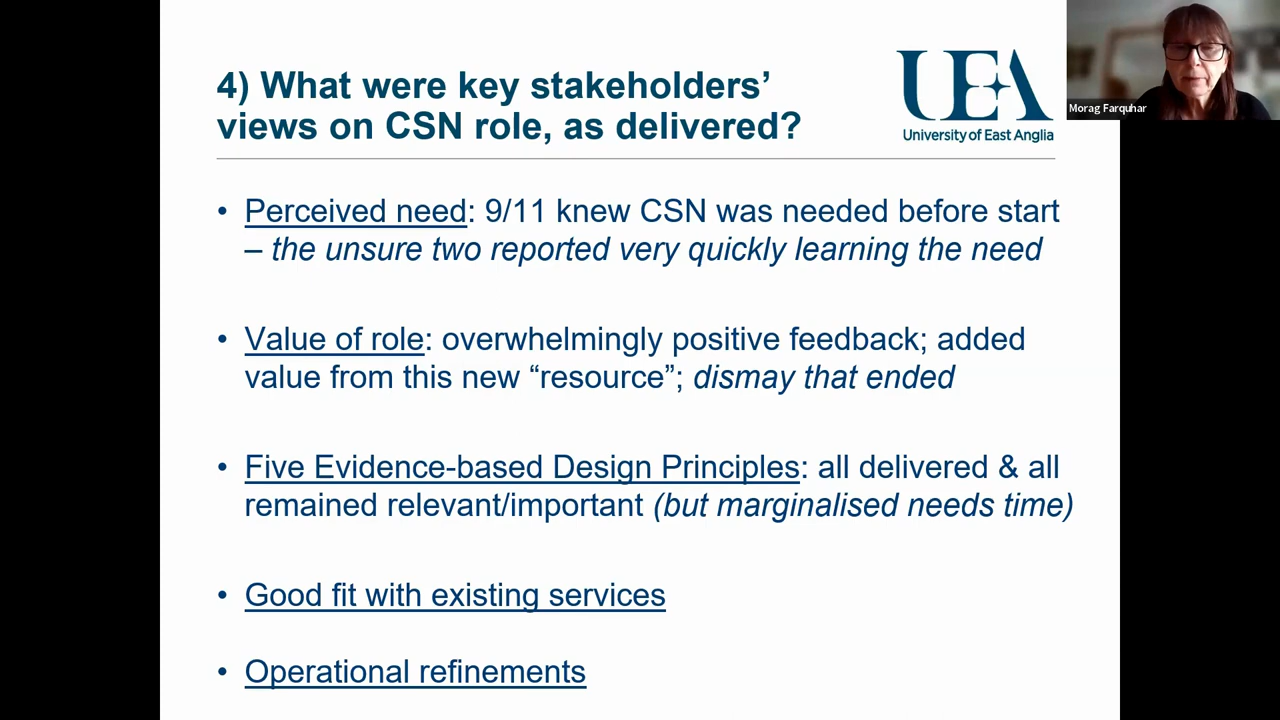 4) What were key stakeholders’
views on CSN role, as delivered?
UEA
University of East Anglia
Morag Farquhar
• Perceived need: 9/11 knew CSN was needed before start
– the unsure two reported very quickly learning the need
• Value of role: overwhelmingly positive feedback; added
value from this new “resource”; dismay that ended
• Five Evidence-based Design Principles: all delivered & all
remained relevant/important (but marginalised needs time)
• Good fit with existing services
• Operational refinements